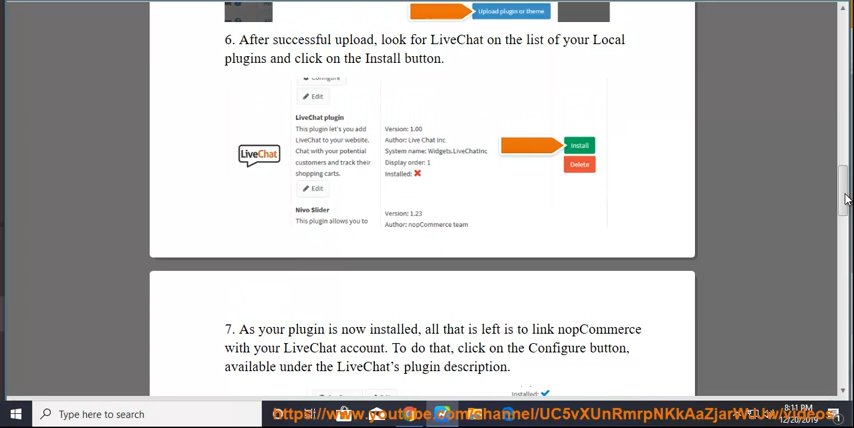 Upload plugin or theme
6. After successful upload, look for LiveChat on the list of your Local
plugins and click on the Install button.
Configure
Edit
LiveChat plugin
This plugin let's you add
LiveChat to your website.
Chat with your potential
customers and track their
shopping carts.
Edit
LiveChat
Version: 1.00
Author: Live Chat Inc
System name: Widgets.LiveChatInc
Display order: 1
Installed:
Install
Delete
Nivo Slider
This plugin allows you to
Version: 1.23
Author: nopCommerce team
7. As your plugin is now installed, all that is left is to link nopCommerce
with your LiveChat account. To do that, click on the Configure button,
available under the LiveChat's plugin description.
Installed:
Type here to search
8:11 PM
12/20/2019
1